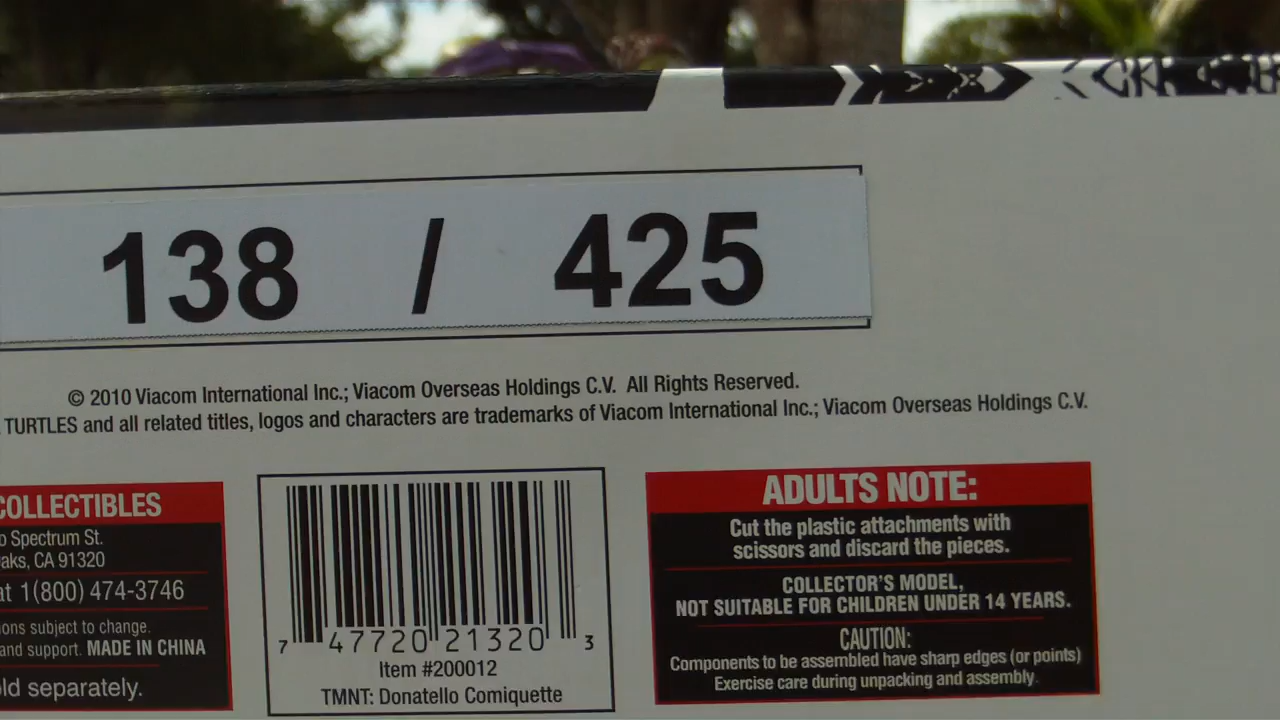 138 / 425
© 2010 Viacom International Inc.; Viacom Overseas Holdings C.V. All Rights Reserved.
TURTLES and all related titles, logos and characters are trademarks of Viacom International Inc.; Viacom Overseas Holdings C.V.
COLLECTIBLES
Spectrum St.
CA 91320
at 1(800) 474-3746
subject to change.
and support. MADE IN CHINA
separately.
7 47720 21320 3
Item #200012
TMNT: Donatello Comiquette
ADULTS NOTE:
Cut the plastic attachments with
scissors and discard the pieces.
COLLECTOR'S MODEL,
NOT SUITABLE FOR CHILDREN UNDER 14 YEARS.
CAUTION:
Components to be assembled have sharp edges (or points)
Exercise care during unpacking and assembly.